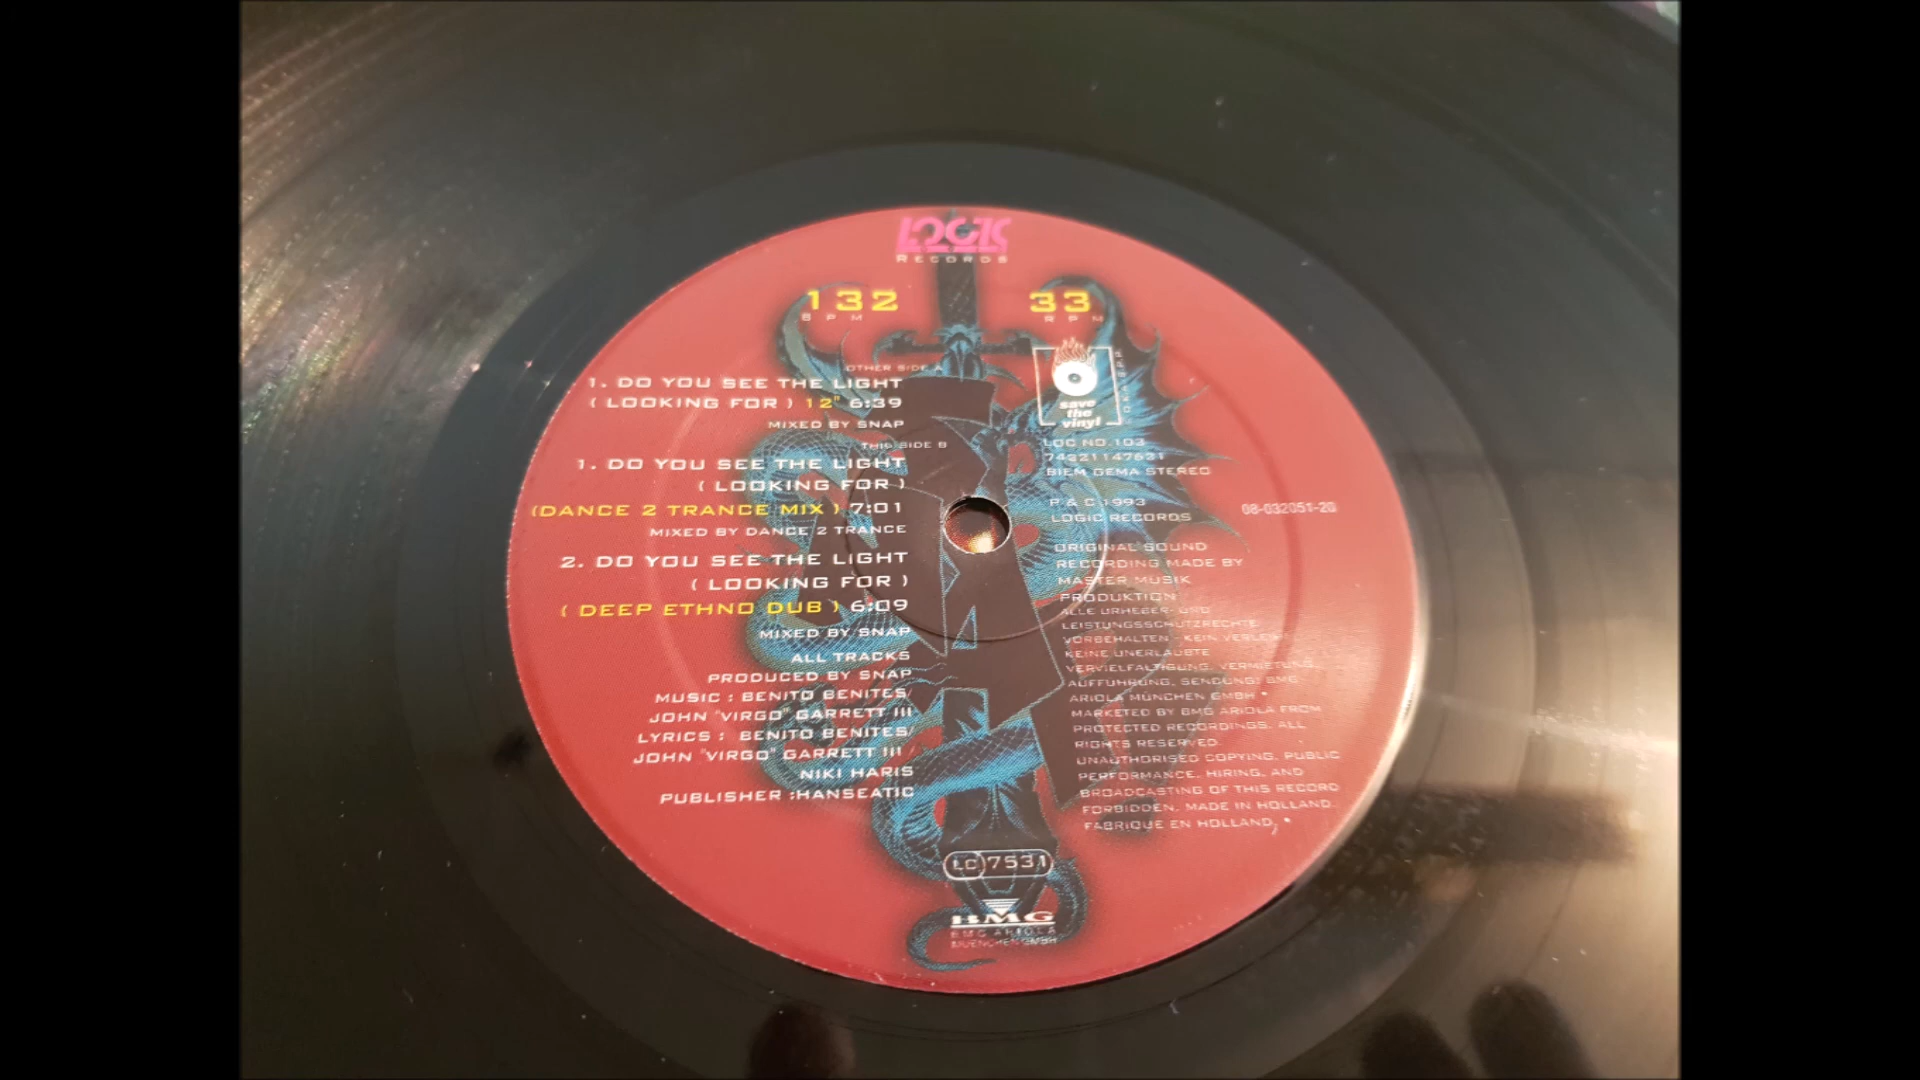 LOGIC
RECORDS
132
BPM
33
RPM
OTHER SIDE A
1. DO YOU SEE THE LIGHT
( LOOKING FOR ) 12" 6:39
MIXED BY SNAP
THIS SIDE B
1. DO YOU SEE THE LIGHT
( LOOKING FOR )
(DANCE 2 TRANCE MIX ) 7:01
MIXED BY DANCE 2 TRANCE
2. DO YOU SEE THE LIGHT
( LOOKING FOR )
( DEEP ETHNO DUB ) 6:09
MIXED BY SNAP
ALL TRACKS
PRODUCED BY SNAP
MUSIC : BENITO BENITES/
JOHN "VIRGO" GARRETT III
LYRICS : BENITO BENITES/
JOHN "VIRGO" GARRETT III /
NIKI HARIS
PUBLISHER :HANSEATIC
save
the
vinyl
LOC NO.103
74321147631
BIEM GEMA STEREO
P & C 1993
LOGIC RECORDS
08-032051-20
ORIGINAL SOUND
RECORDING MADE BY
MASTER MUSIK
PRODUKTION
ALLE URHEBER- UND
LEISTUNGSSCHUTZRECHTE
VORBEHALTEN - KEIN VERLEIH
KEINE UNERLAUBTE
VERVIELFALTIGUNG, VERMIETUNG,
AUFFUHRUNG, SENDUNG! BMG
ARIOLA MUNCHEN GMBH *
MARKETED BY BMG ARIOLA FROM
PROTECTED RECORDINGS. ALL
RIGHTS RESERVED.
UNAUTHORISED COPYING, PUBLIC
PERFORMANCE, HIRING, AND
BROADCASTING OF THIS RECORD
FORBIDDEN. MADE IN HOLLAND.
FABRIQUE EN HOLLAND, *
LC 7531
BMG
BMG ARIOLA
MUENCHEN GMBH